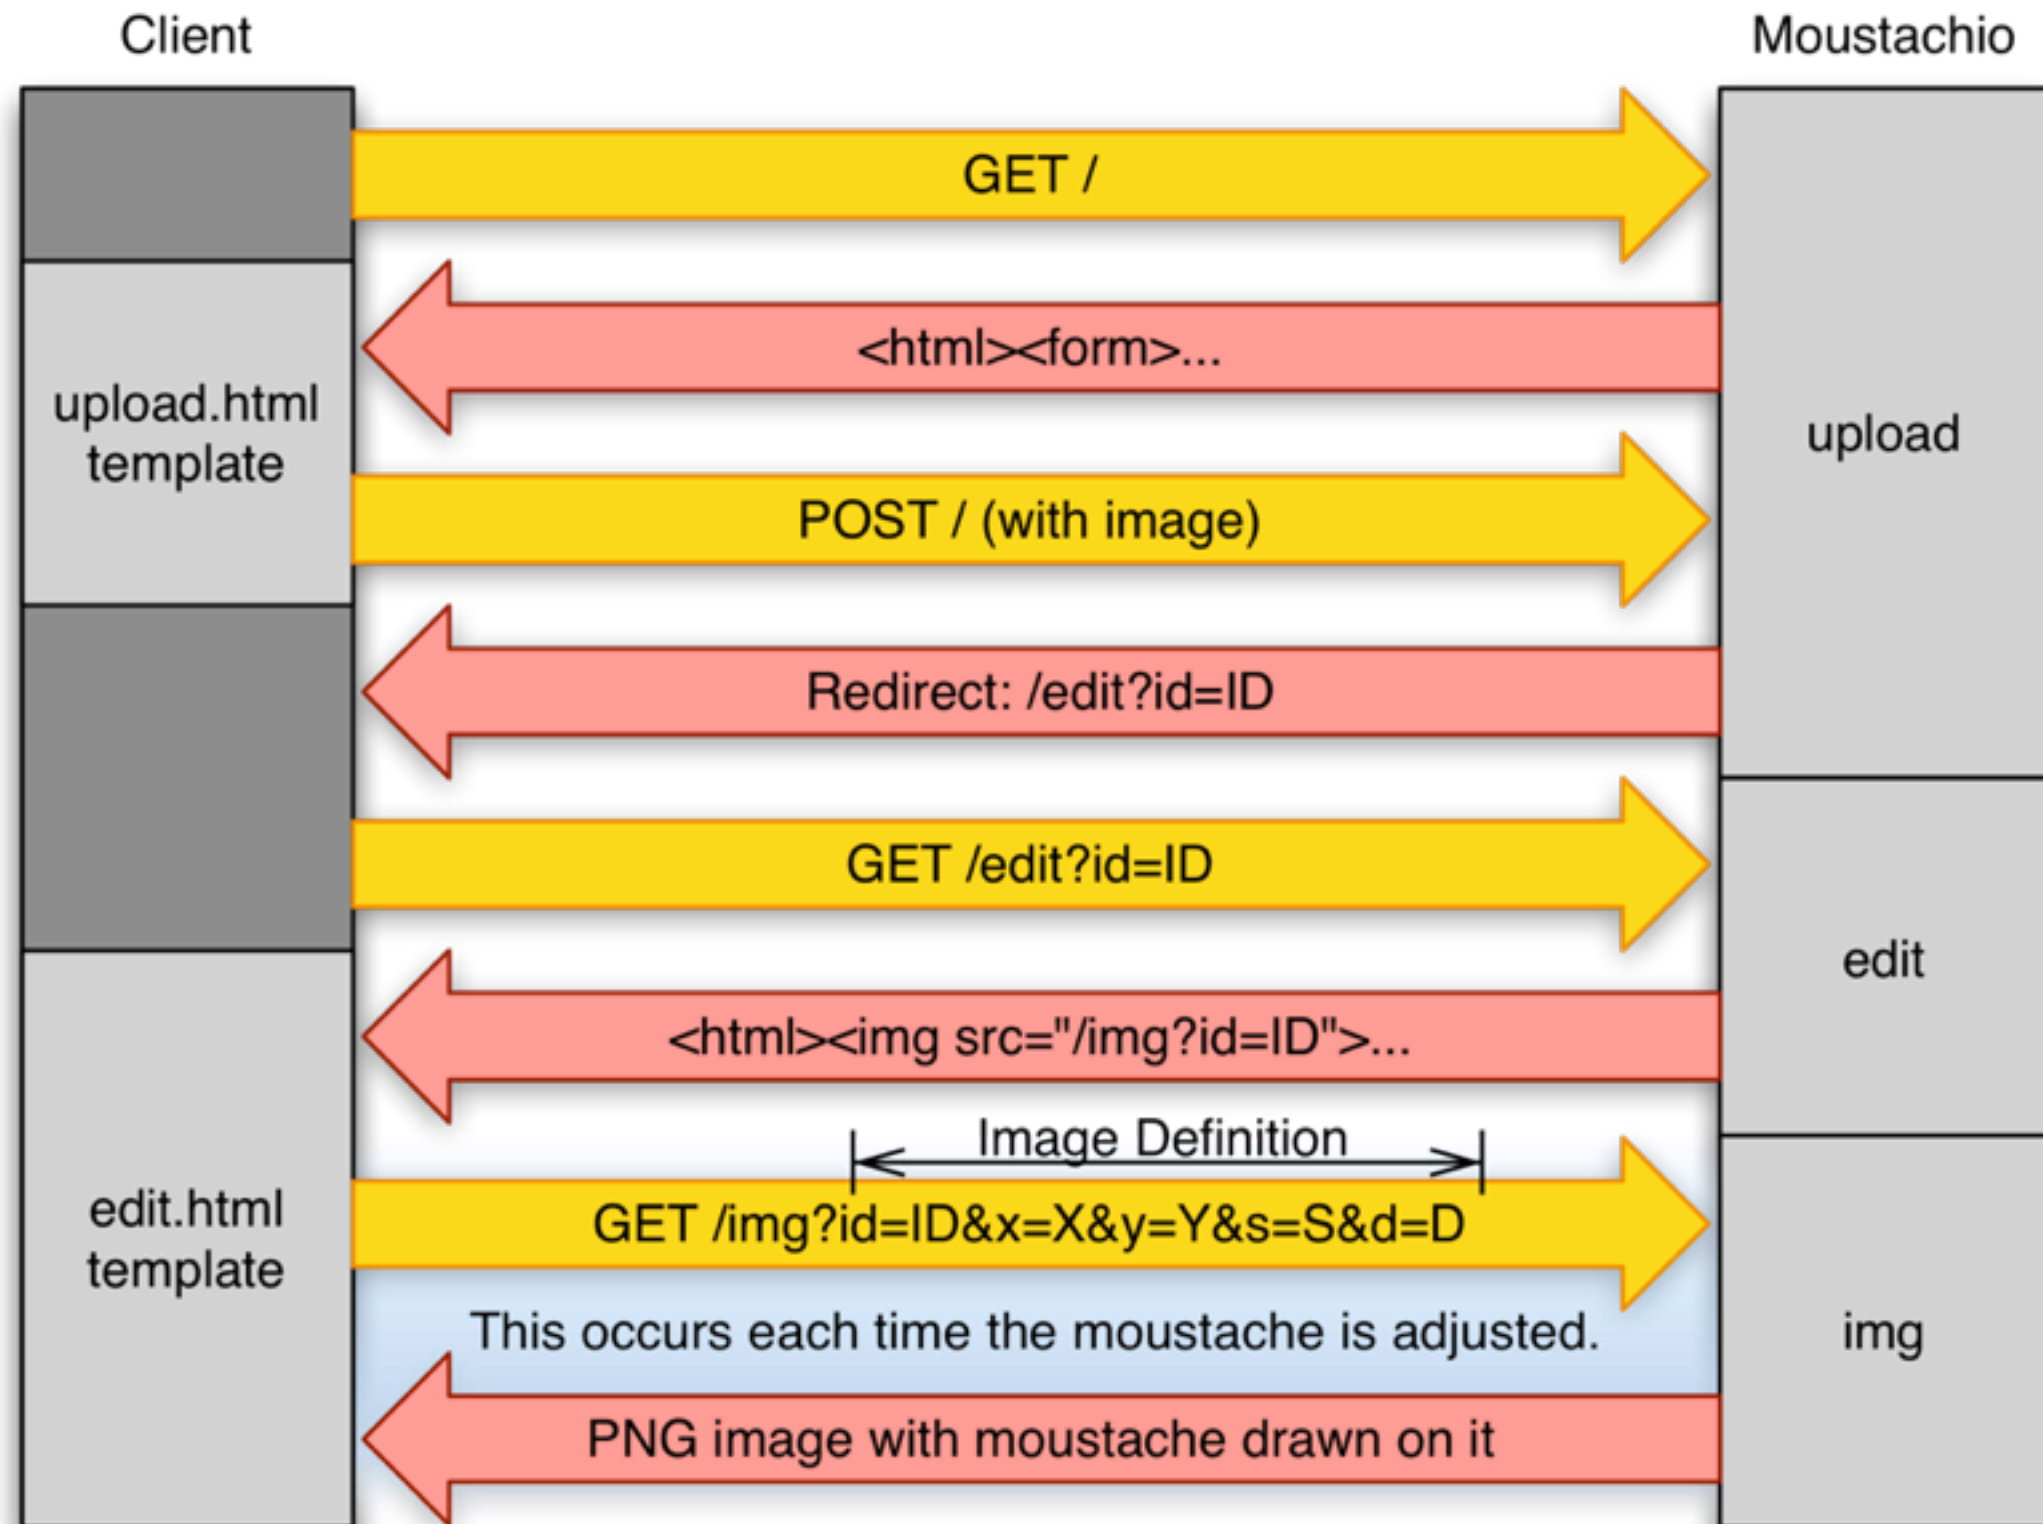 Client
Moustachio
GET /
<html><form>...
upload.html
template
upload
POST / (with image)
Redirect: /edit?id=ID
GET /edit?id=ID
edit
<html><img src="/img?id=ID">...
Image Definition
edit.html
template
GET /img?id=ID&x=X&y=Y&s=S&d=D
This occurs each time the moustache is adjusted.
img
PNG image with moustache drawn on it